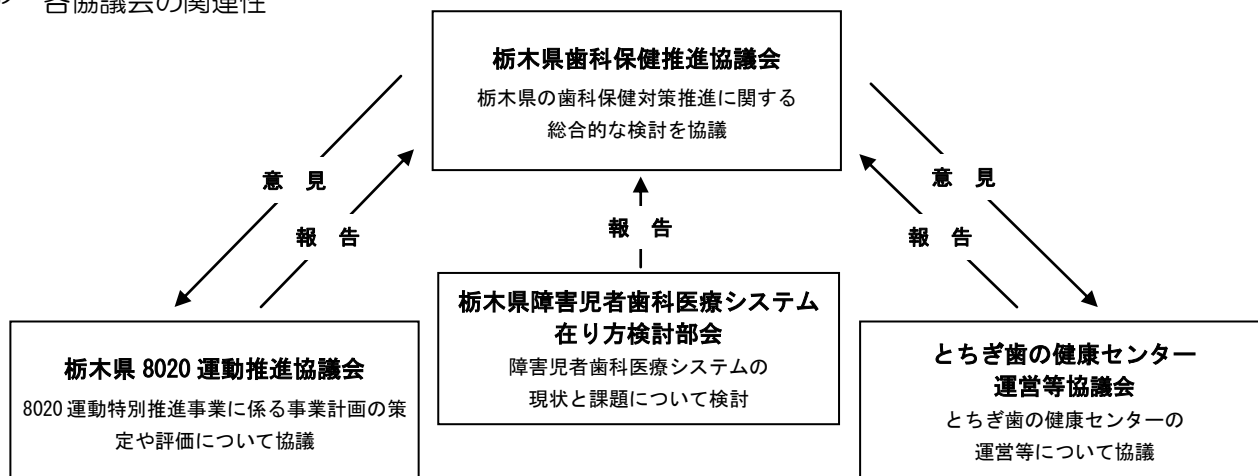 各協議会の関連性
栃木県歯科保健推進協議会
栃木県の歯科保健対策推進に関する
総合的な検討を協議
意 見
報 告
報 告
意 見
報 告
栃木県 8020 運動推進協議会
8020 運動特別推進事業に係る事業計画の策
定や評価について協議
栃木県障害児者歯科医療システム
在り方検討部会
障害児者歯科医療システムの
現状と課題について検討
とちぎ歯の健康センター
運営等協議会
とちぎ歯の健康センターの
運営等について協議